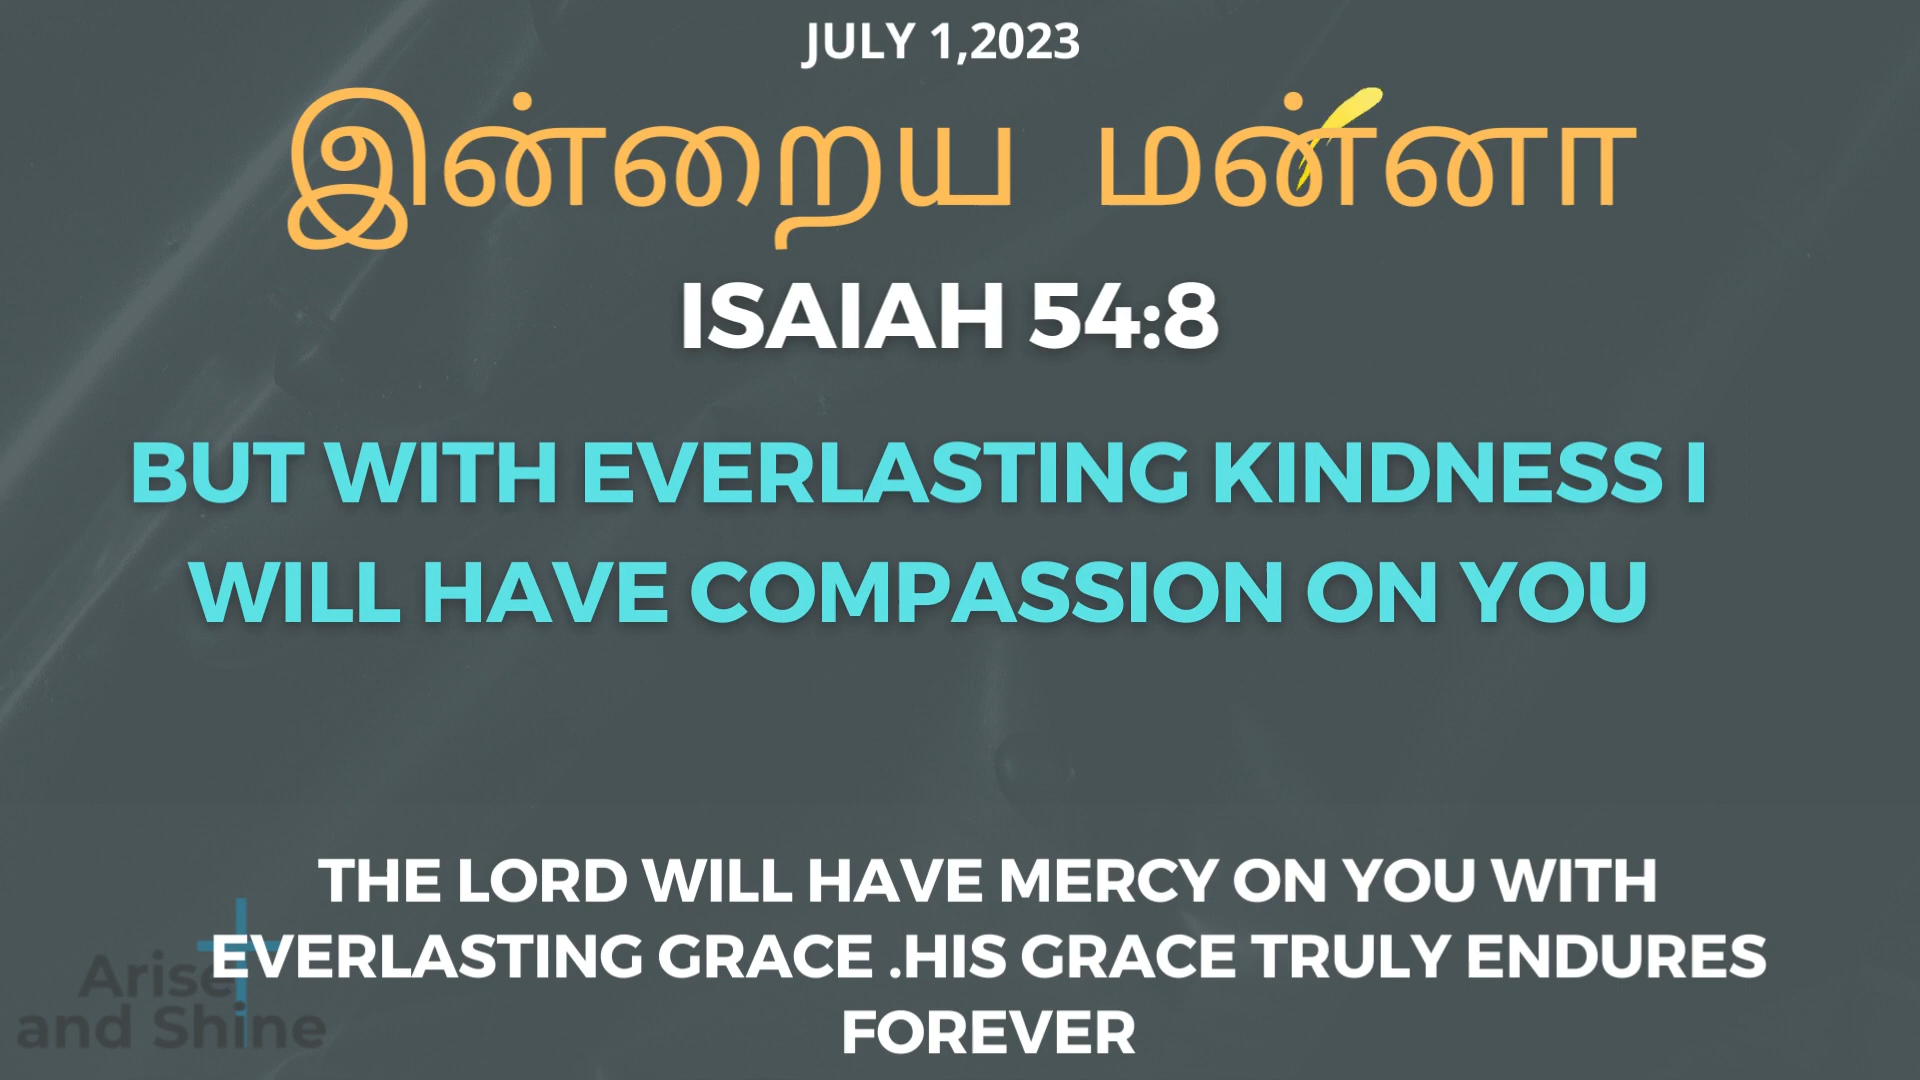 JULY 1,2023
இன்றைய மன்னா
ISAIAH 54:8
BUT WITH EVERLASTING KINDNESS I
WILL HAVE COMPASSION ON YOU
THE LORD WILL HAVE MERCY ON YOU WITH
EVERLASTING GRACE .HIS GRACE TRULY ENDURES
FOREVER
Arise
and Shine